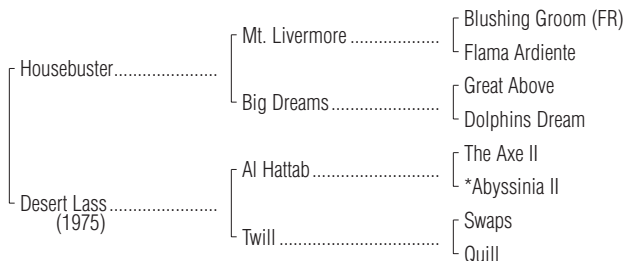 Blushing Groom (FR)
Mt. Livermore....................
Flama Ardiente
Housebuster......................
Great Above
Big Dreams........................
Dolphins Dream
The Axe II
Al Hattab............................
*Abyssinia II
Desert Lass.......................
(1975)
Swaps
Twill....................................
Quill